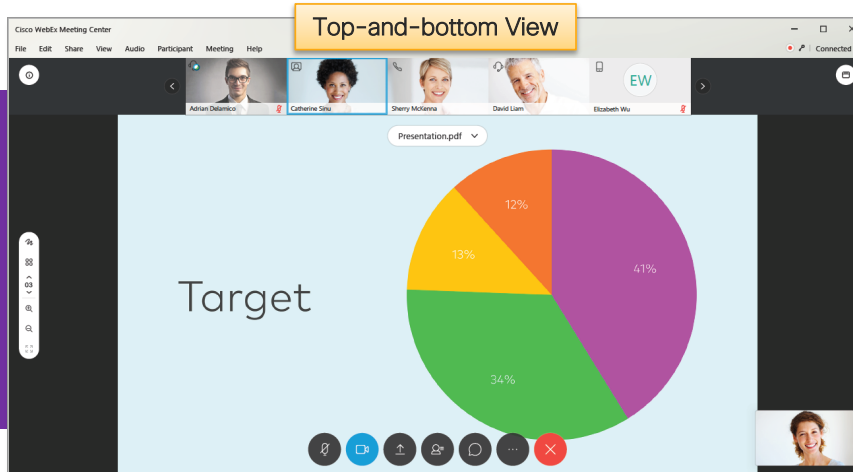 Top-and-bottom View
Cisco WebEx Meeting Center
File Edit Share View Audio Participant Meeting Help
Connected
EW
Adrian Delamico
Catherine Sinu
Sherry McKenna
David Liam
Elizabeth Wu
Presentation.pdf
12%
13%
41%
03
Target
34%